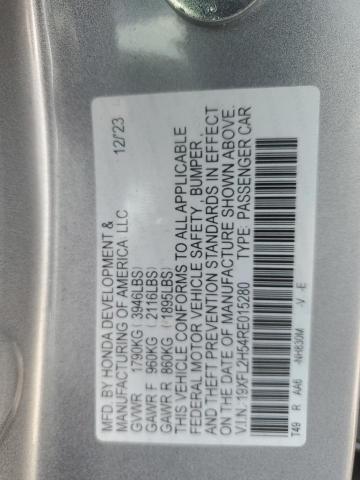 MFD. BY HONDA DEVELOPMENT &
MANUFACTURING OF AMERICA LLC 12/'23
GVWR 1790KG (3946LBS)
GAWR F 960KG (2116LBS)
GAWR R 860KG (1895LBS)
THIS VEHICLE CONFORMS TO ALL APPLICABLE
FEDERAL MOTOR VEHICLE SAFETY , BUMPER
AND THEFT PREVENTION STANDARDS IN EFFECT
ON THE DATE OF MANUFACTURE SHOWN ABOVE.
V.I.N. 19XFL2H54RE015280 TYPE: PASSENGER CAR
T49 R AA6 -NH830M -V -E